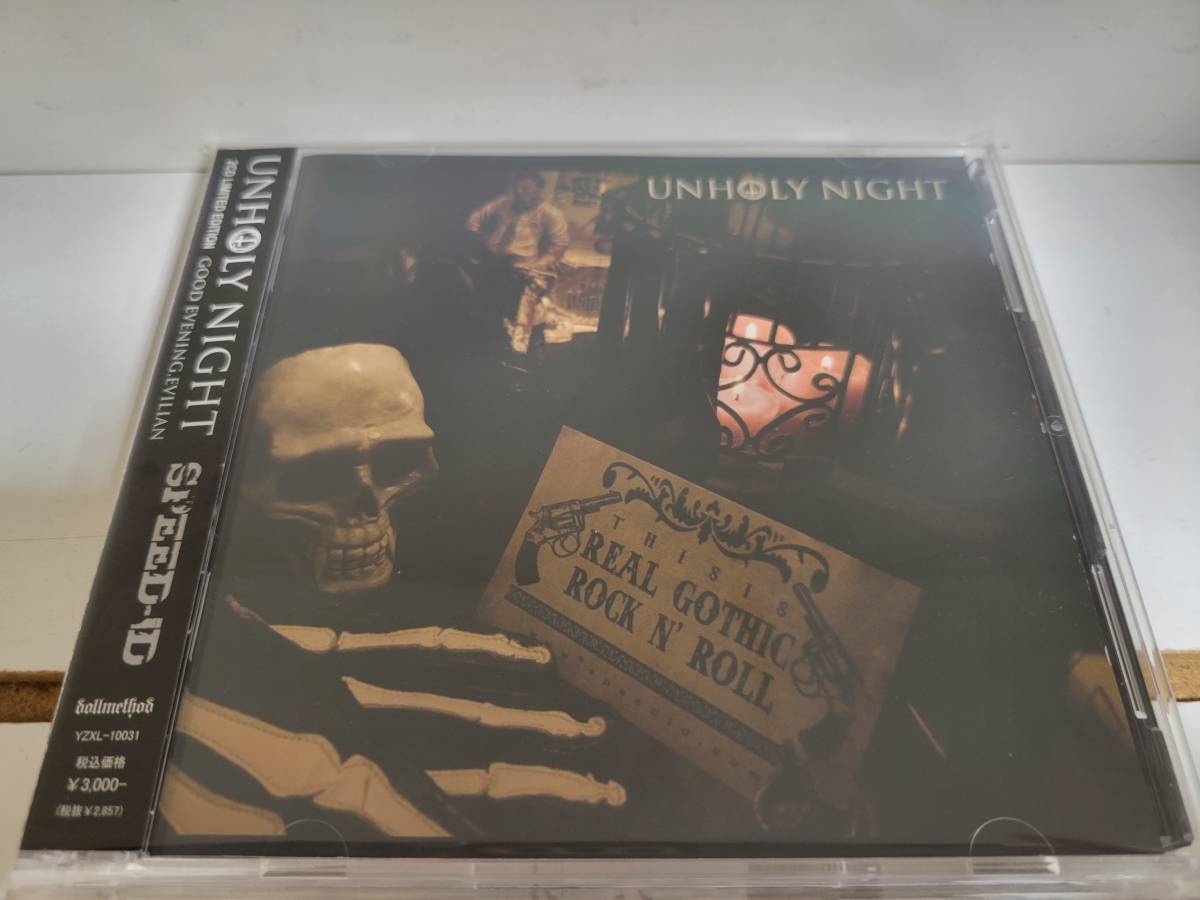 UNHOLY NIGHT
2CD LIMITED EDITION GOOD EVENING,EVILIAN
SPEED-iD
dollmethod
YZXL-10031
税込価格
¥3,000-
(税抜¥2,857)
UNHOLY NIGHT
THIS IS
REAL GOTHIC
ROCK N' ROLL